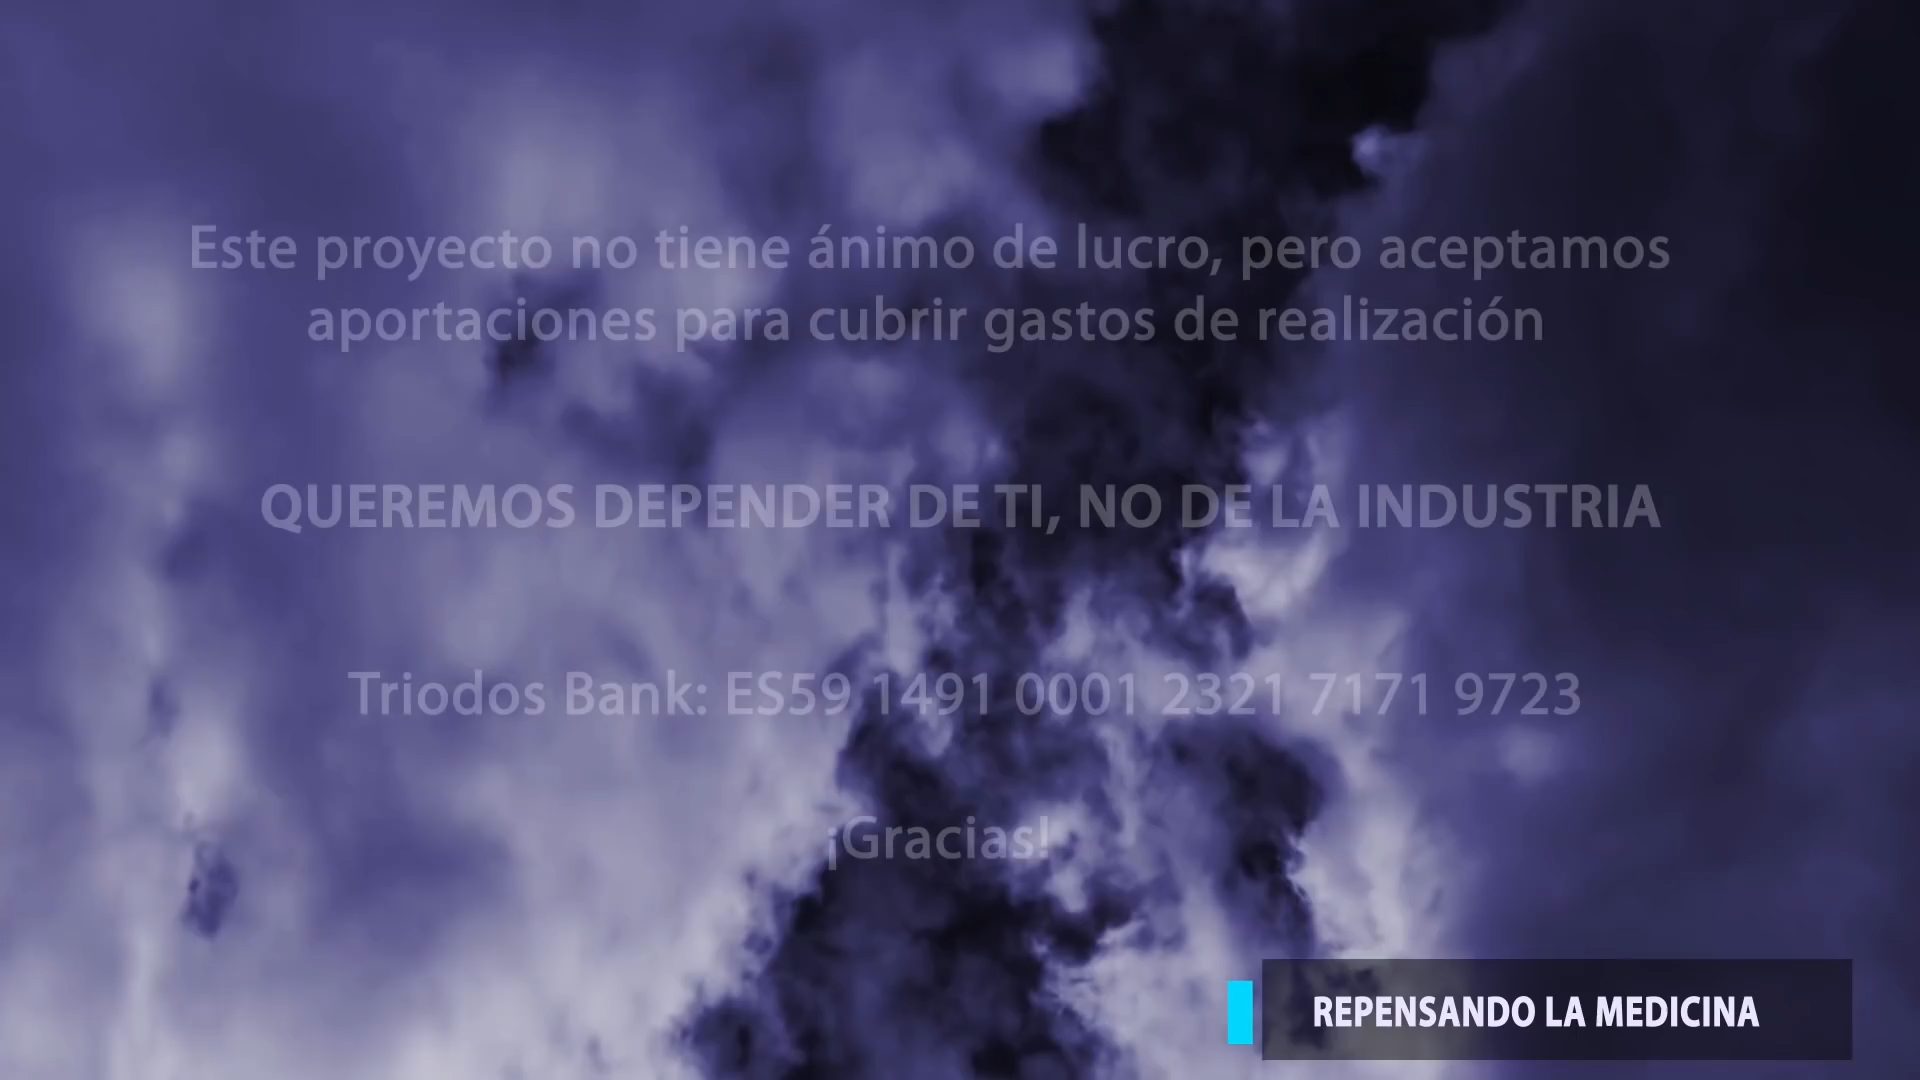 Este proyecto no tiene ánimo de lucro, pero aceptamos
aportaciones para cubrir gastos de realización
QUEREMOS DEPENDER DE TI, NO DE LA INDUSTRIA
Triodos Bank: ES59 1491 0001 2321 7171 9723
¡Gracias!
REPENSANDO LA MEDICINA